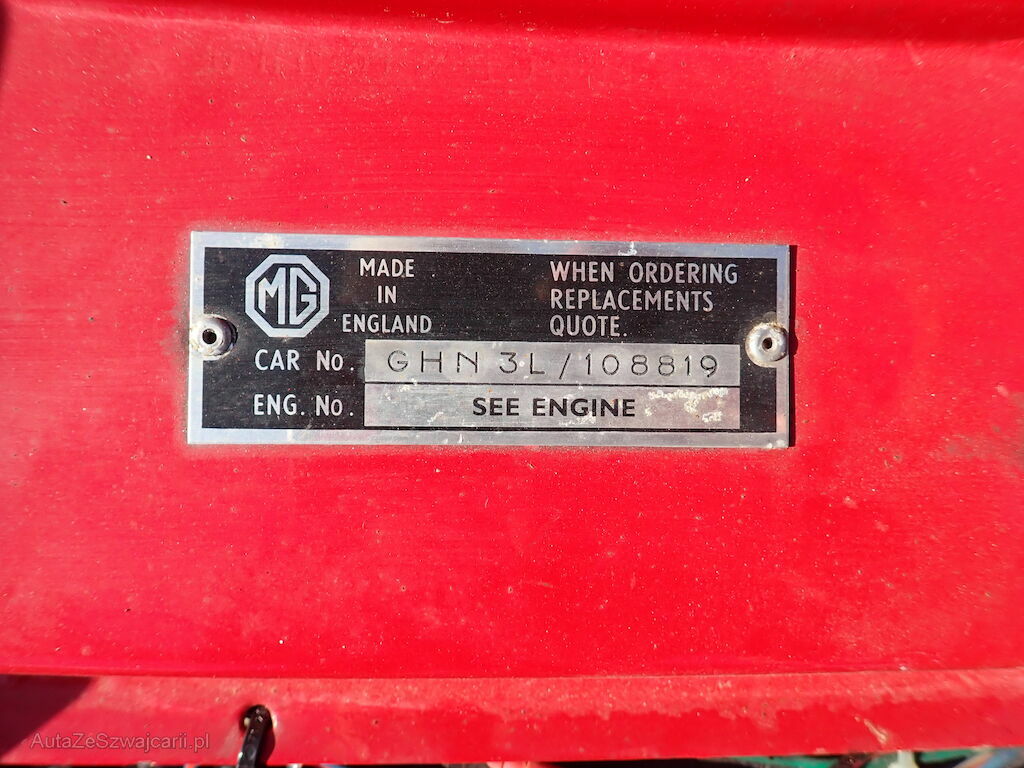 MG
MADE
IN
ENGLAND
WHEN ORDERING
REPLACEMENTS
QUOTE.
CAR No. GHN 3L/108819
ENG. No. SEE ENGINE
AutaZeSzwajcarii.pl